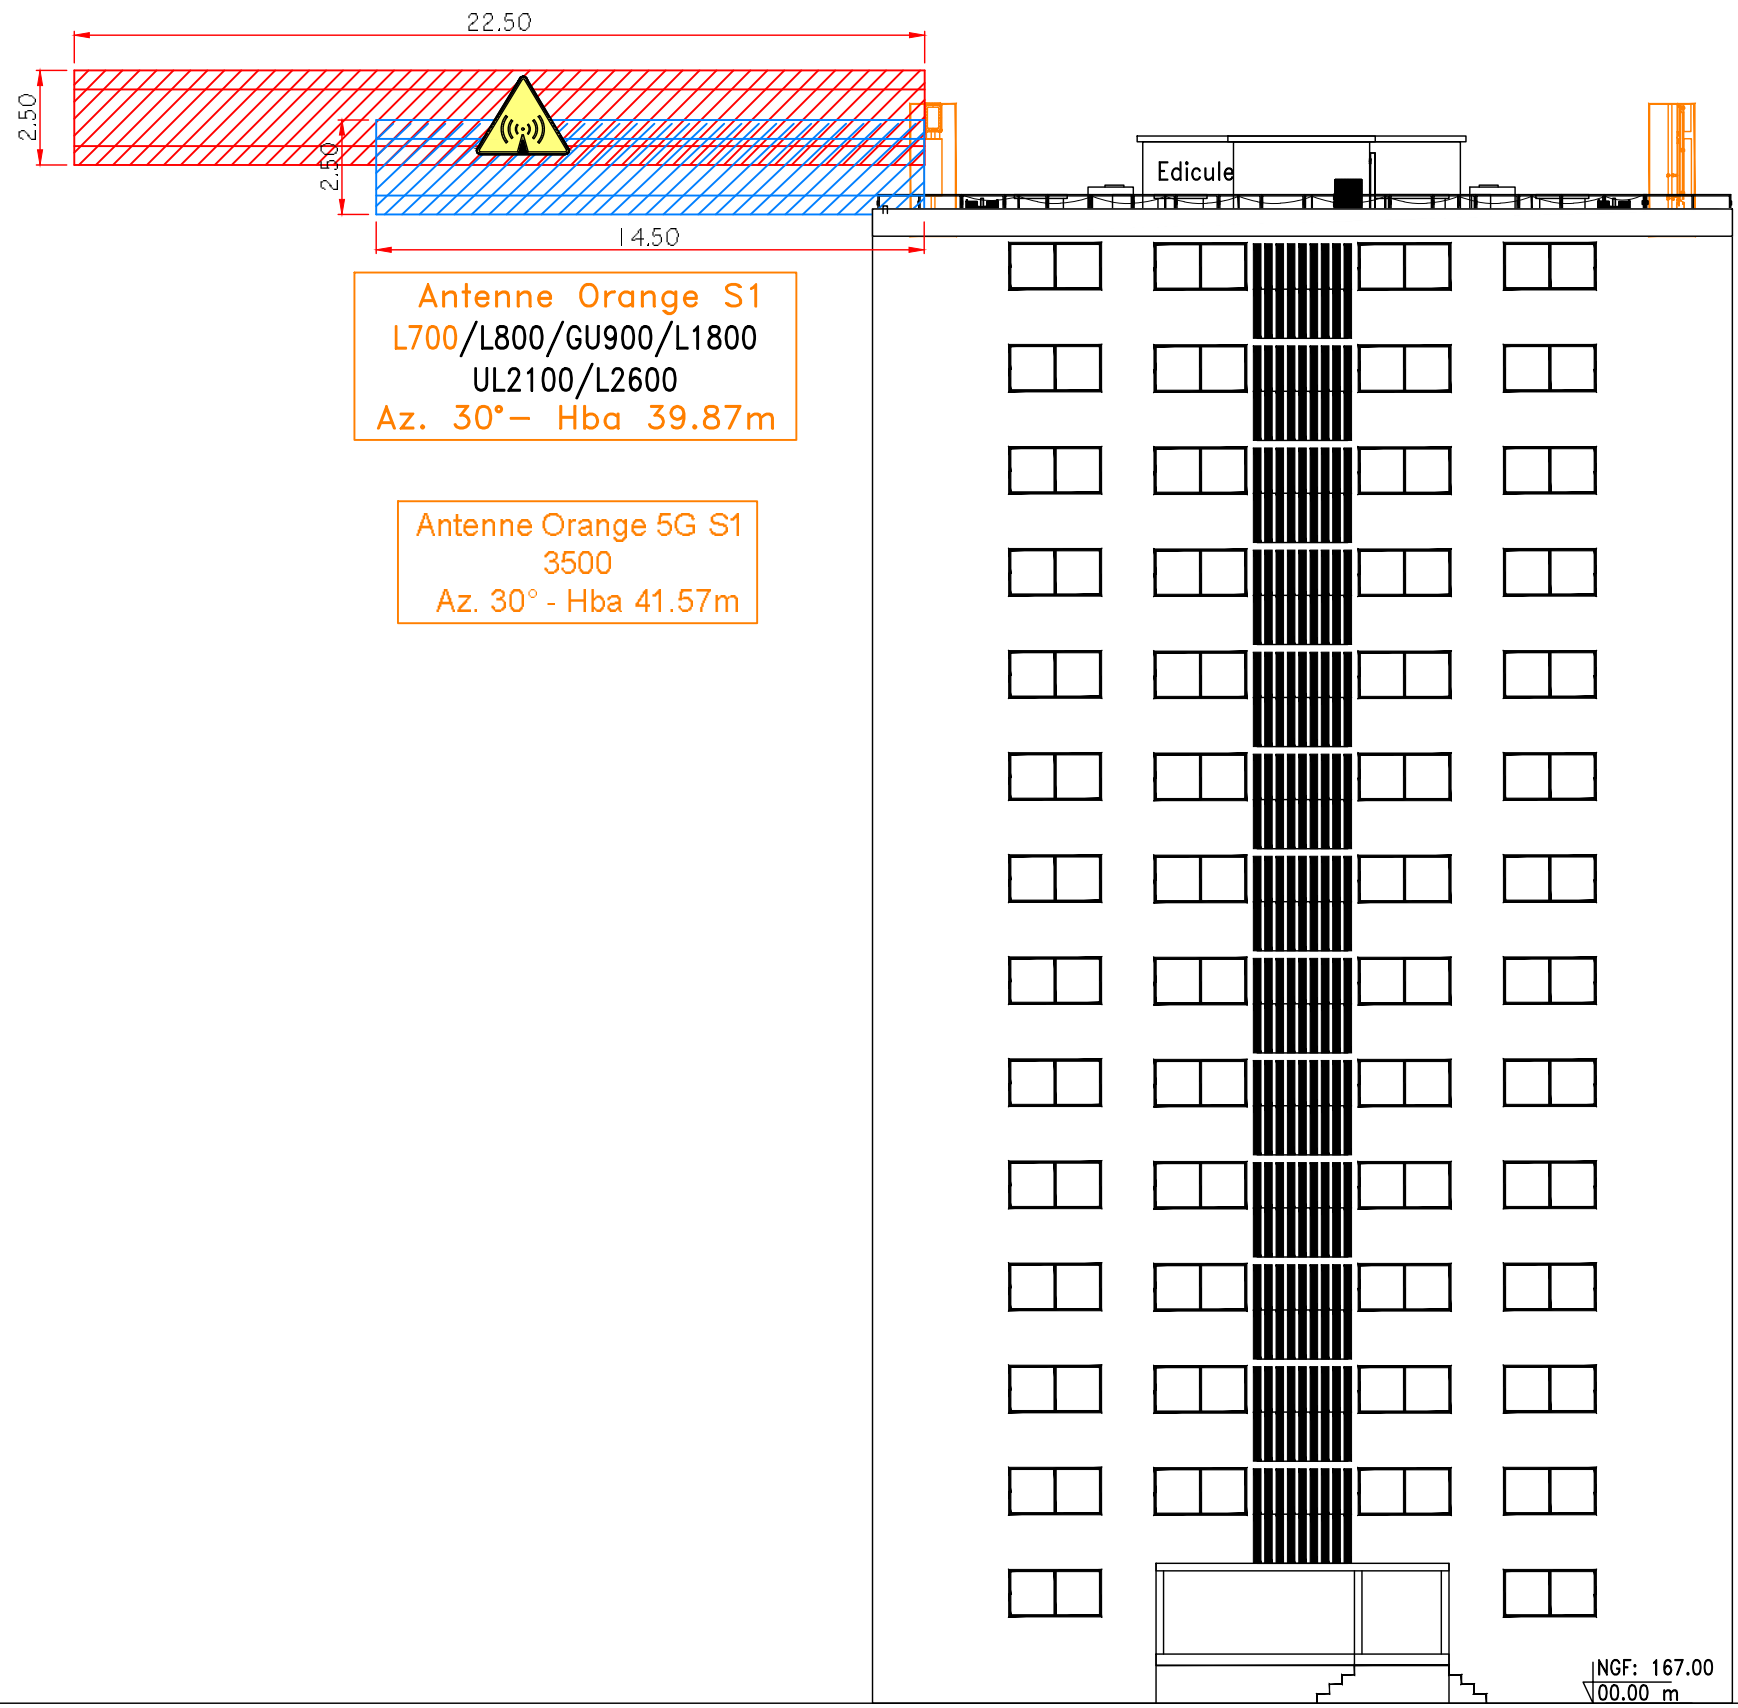 22.50
2.50
2.50
14.50
Edicule
Antenne Orange S1
L700/L800/GU900/L1800
UL2100/L2600
Az. 30°- Hba 39.87m
Antenne Orange 5G S1
3500
Az. 30° - Hba 41.57m
NGF: 167.00
00.00 m